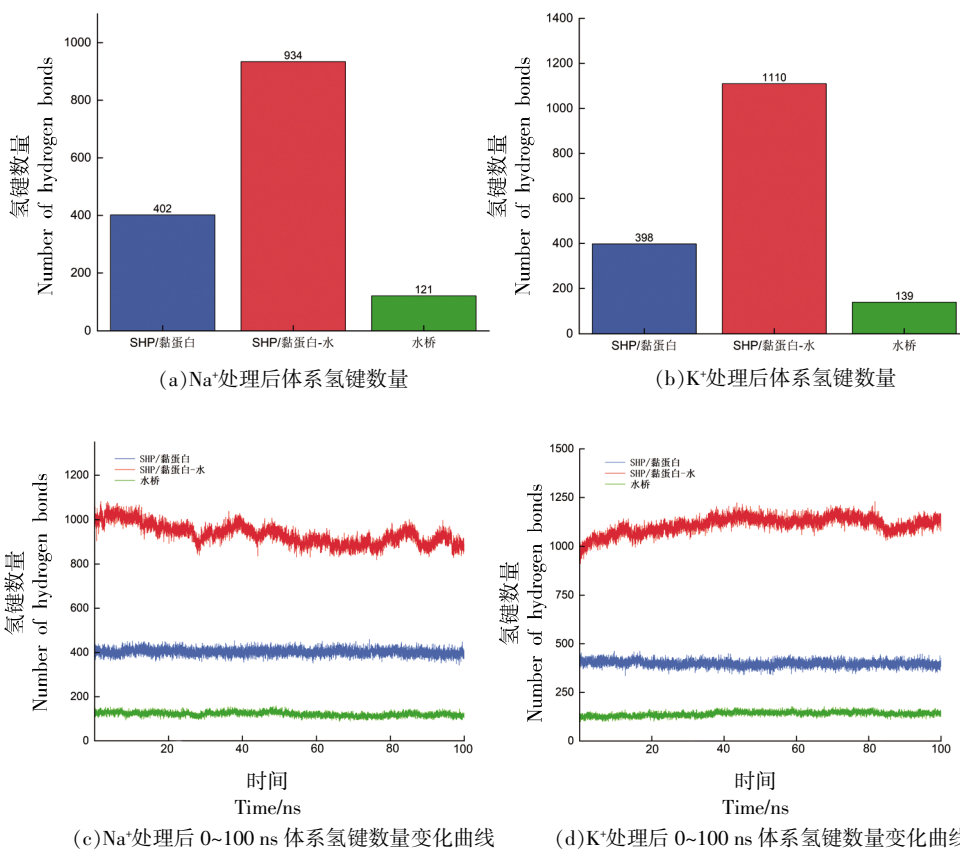 氢键数量
Number of hydrogen bonds
1000
800
600
400
200
0
402
934
121
SHP/黏蛋白
SHP/黏蛋白-水
水桥
(a)Na⁺处理后体系氢键数量
氢键数量
Number of hydrogen bonds
1400
1200
1000
800
600
400
200
0
398
1110
139
SHP/黏蛋白
SHP/黏蛋白-水
水桥
(b)K⁺处理后体系氢键数量
氢键数量
Number of hydrogen bonds
1200
1000
800
600
400
200
0
SHP/黏蛋白
SHP/黏蛋白-水
水桥
20
40
60
80
100
时间
Time/ns
(c)Na⁺处理后 0~100 ns 体系氢键数量变化曲线
氢键数量
Number of hydrogen bonds
1500
1250
1000
750
500
250
0
SHP/黏蛋白
SHP/黏蛋白-水
水桥
20
40
60
80
100
时间
Time/ns
(d)K⁺处理后 0~100 ns 体系氢键数量变化曲线